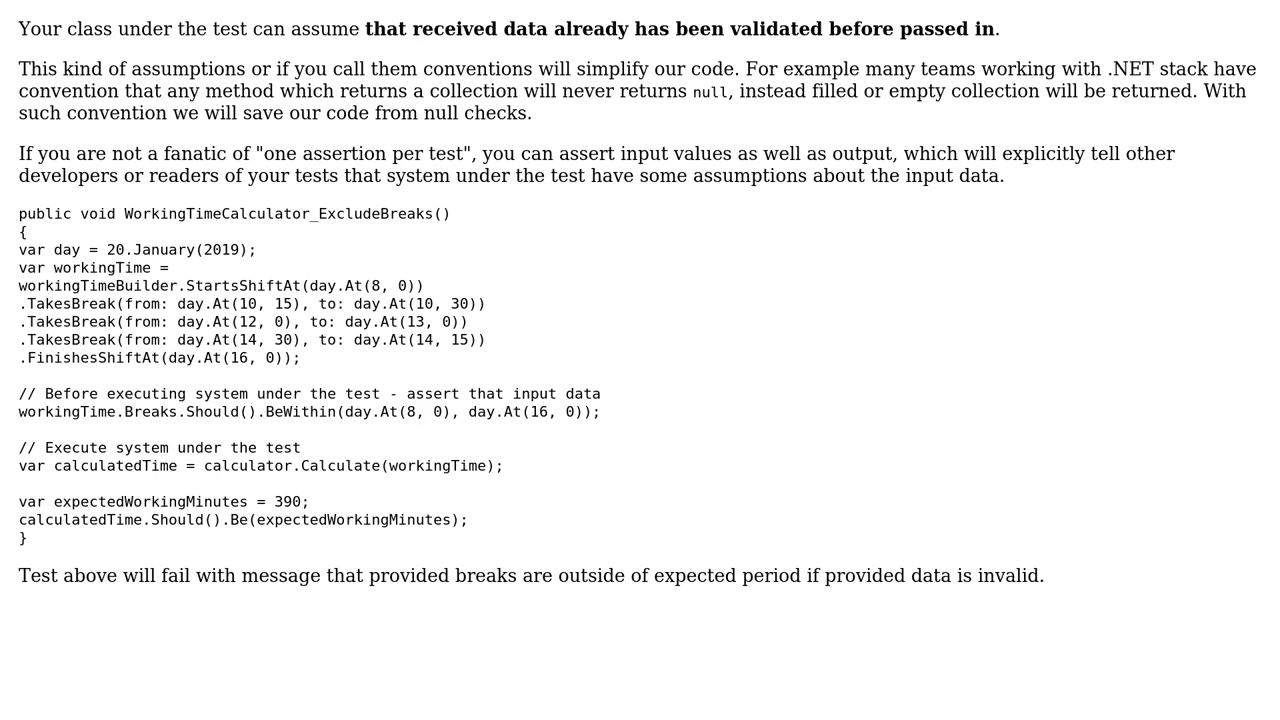 Your class under the test can assume that received data already has been validated before passed in.
This kind of assumptions or if you call them conventions will simplify our code. For example many teams working with .NET stack have
convention that any method which returns a collection will never returns null, instead filled or empty collection will be returned. With
such convention we will save our code from null checks.
If you are not a fanatic of "one assertion per test", you can assert input values as well as output, which will explicitly tell other
developers or readers of your tests that system under the test have some assumptions about the input data.
public void WorkingTimeCalculator_ExcludeBreaks()
{
var day = 20.January(2019);
var workingTime =
workingTimeBuilder.StartsShiftAt(day.At(8, 0))
.TakesBreak(from: day.At(10, 15), to: day.At(10, 30))
.TakesBreak(from: day.At(12, 0), to: day.At(13, 0))
.TakesBreak(from: day.At(14, 30), to: day.At(14, 15))
.FinishesShiftAt(day.At(16, 0));
// Before executing system under the test - assert that input data
workingTime.Breaks.Should().BeWithin(day.At(8, 0), day.At(16, 0));
// Execute system under the test
var calculatedTime = calculator.Calculate(workingTime);
var expectedWorkingMinutes = 390;
calculatedTime.Should().Be(expectedWorkingMinutes);
}
Test above will fail with message that provided breaks are outside of expected period if provided data is invalid.